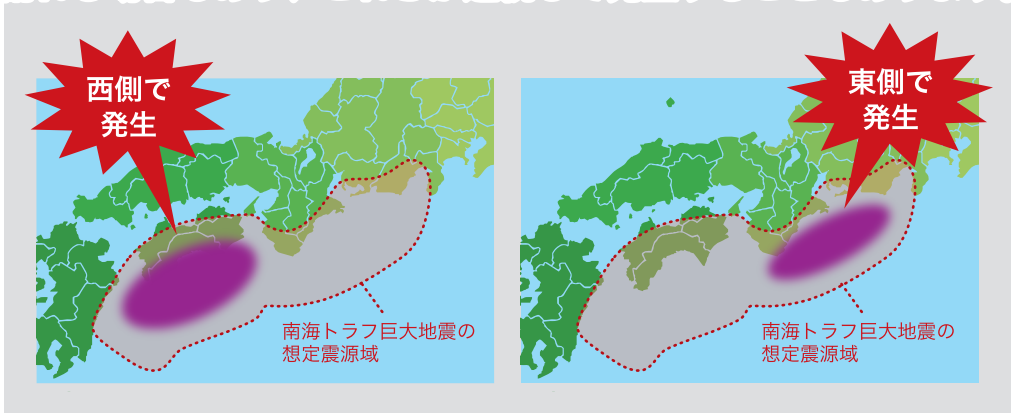 西側で
発生
南海トラフ巨大地震の
想定震源域
東側で
発生
南海トラフ巨大地震の
想定震源域